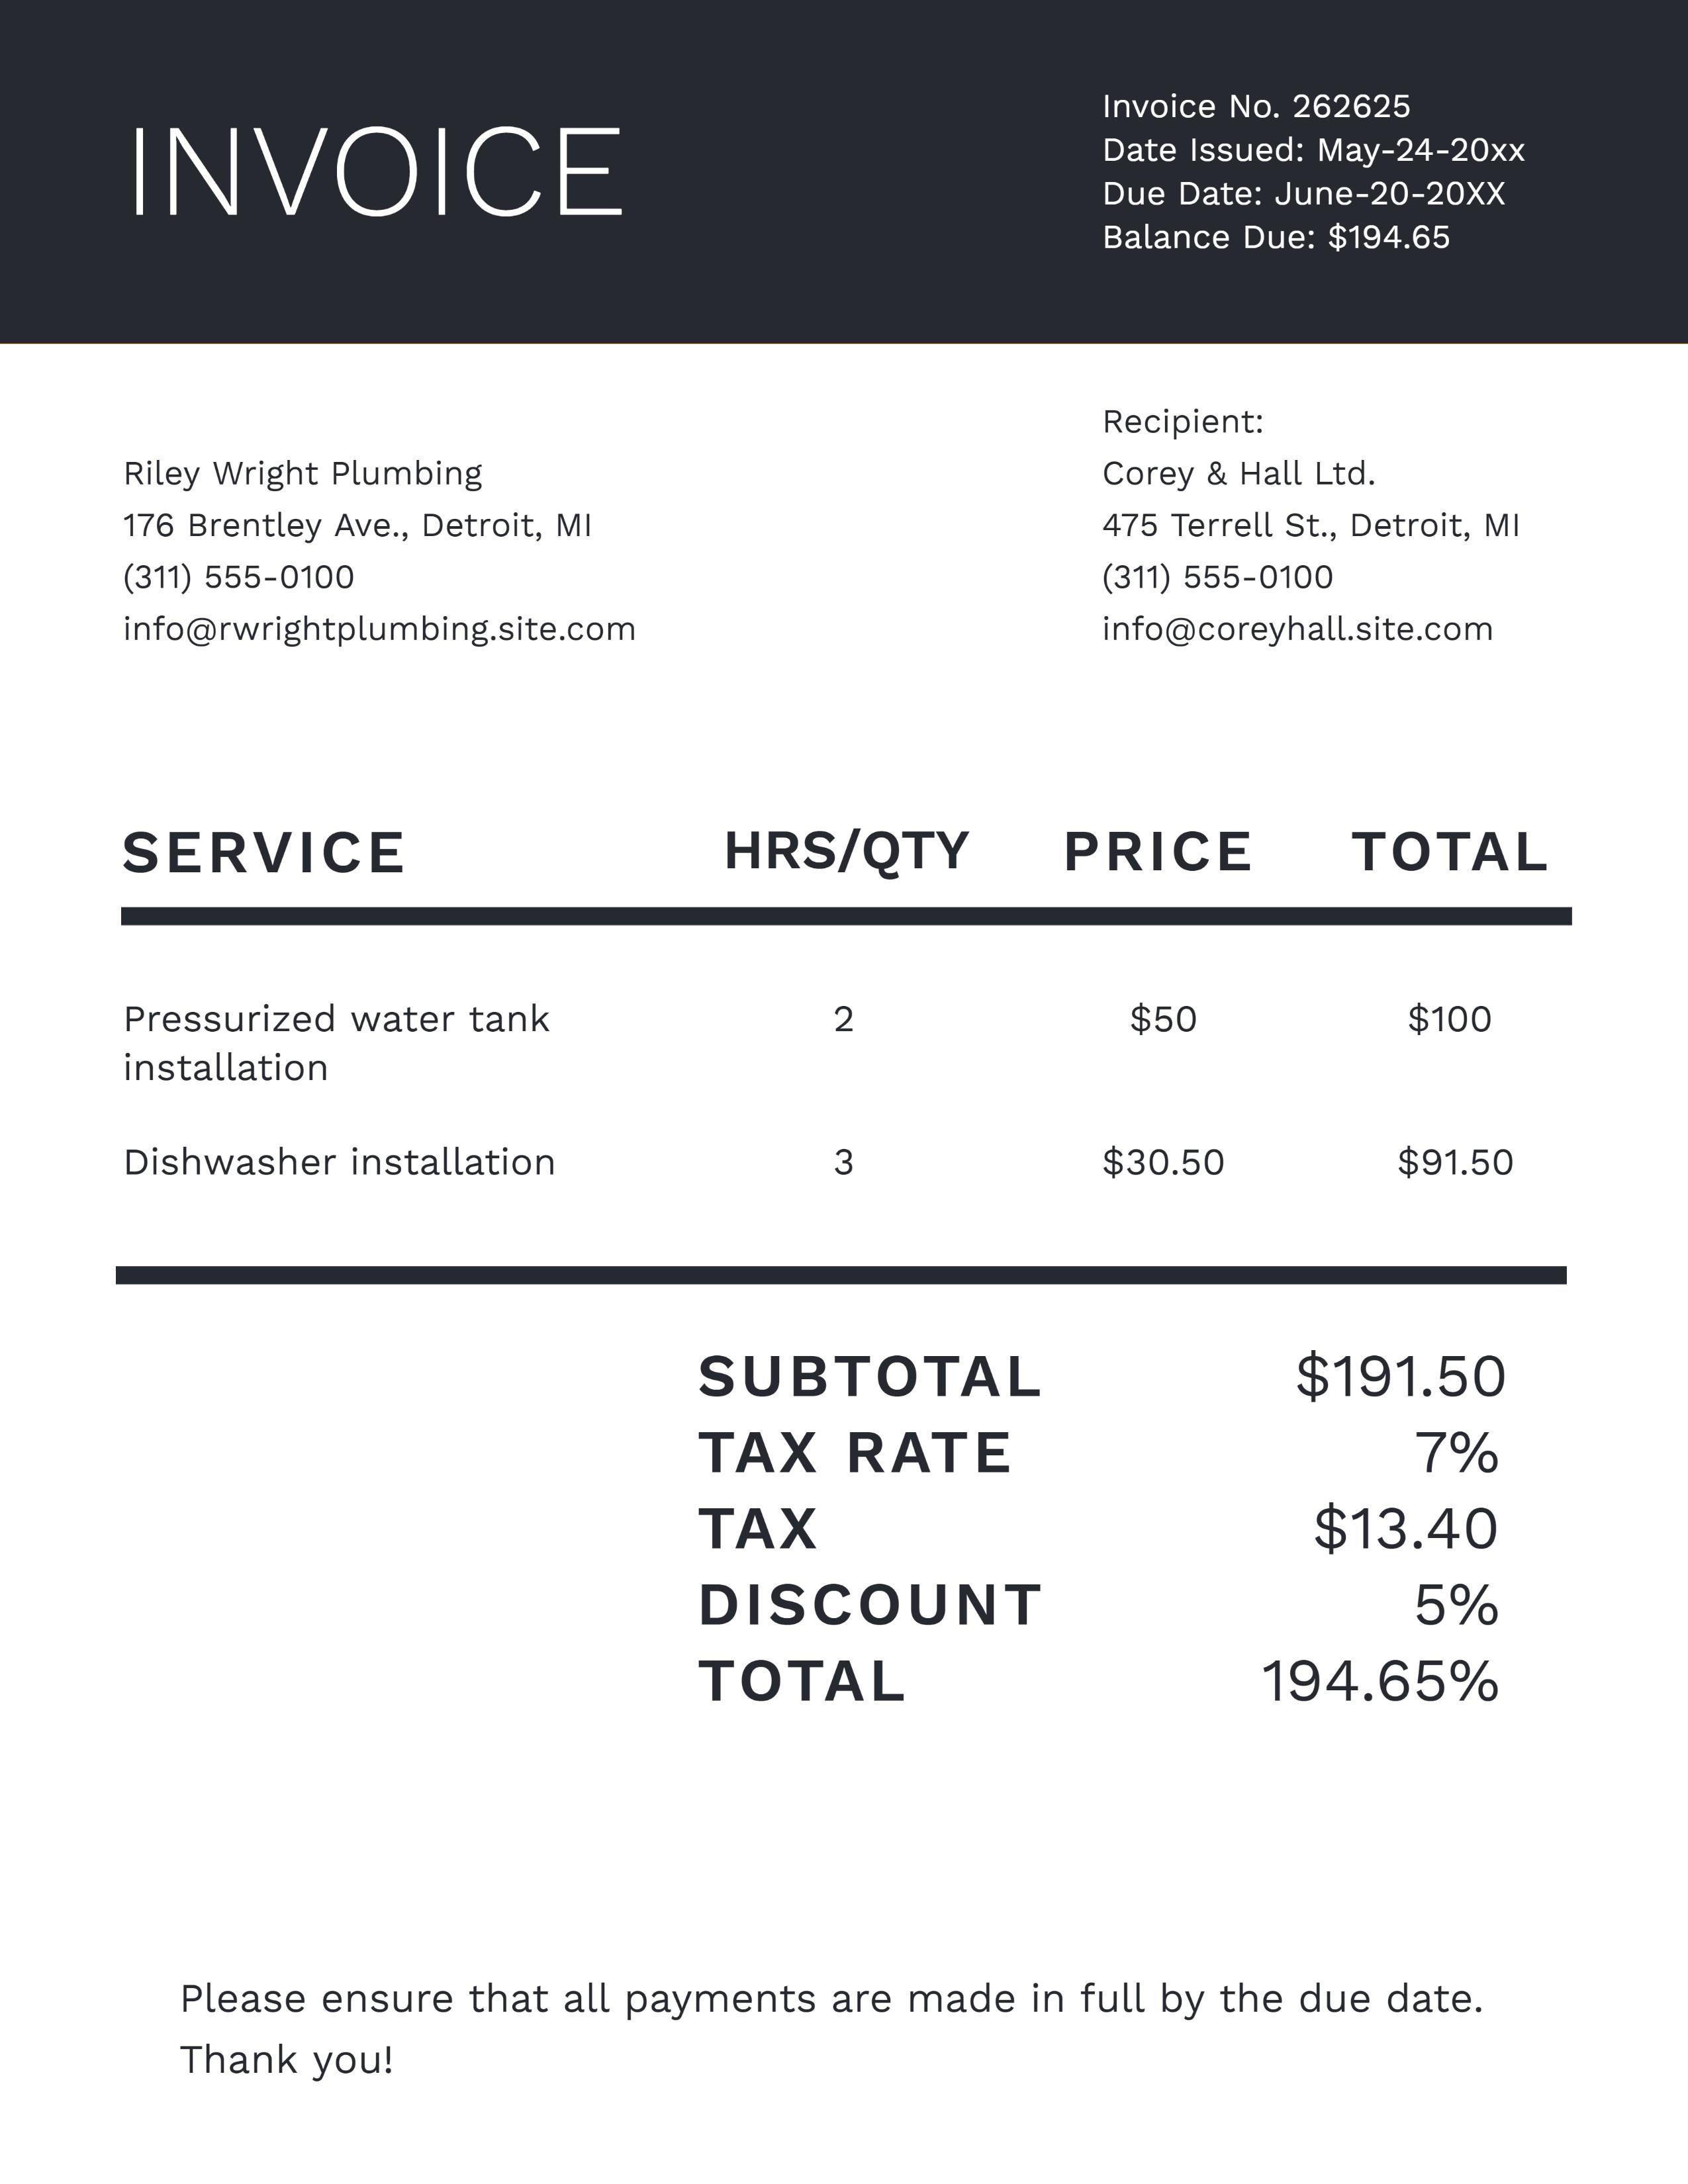 INVOICE
Invoice No. 262625
Date Issued: May-24-20xx
Due Date: June-20-20XX
Balance Due: $194.65
Riley Wright Plumbing
176 Brentley Ave., Detroit, MI
(311) 555-0100
info@rwrightplumbing.site.com
Recipient:
Corey & Hall Ltd.
475 Terrell St., Detroit, MI
(311) 555-0100
info@coreyhall.site.com
SERVICE HRS/QTY PRICE TOTAL
Pressurized water tank 2 $50 $100
installation
Dishwasher installation 3 $30.50 $91.50
SUBTOTAL $191.50
TAX RATE 7%
TAX $13.40
DISCOUNT 5%
TOTAL 194.65%
Please ensure that all payments are made in full by the due date.
Thank you!